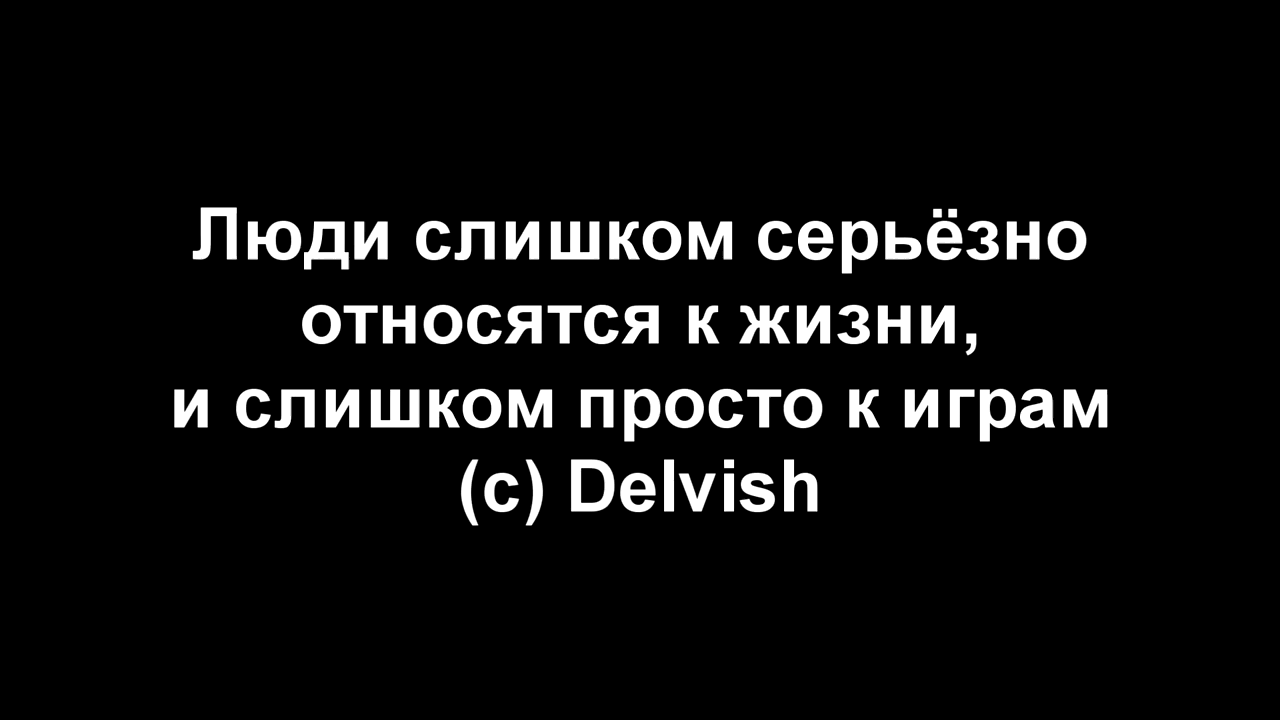 Люди слишком серьёзно
относятся к жизни,
и слишком просто к играм
(с) Delvish